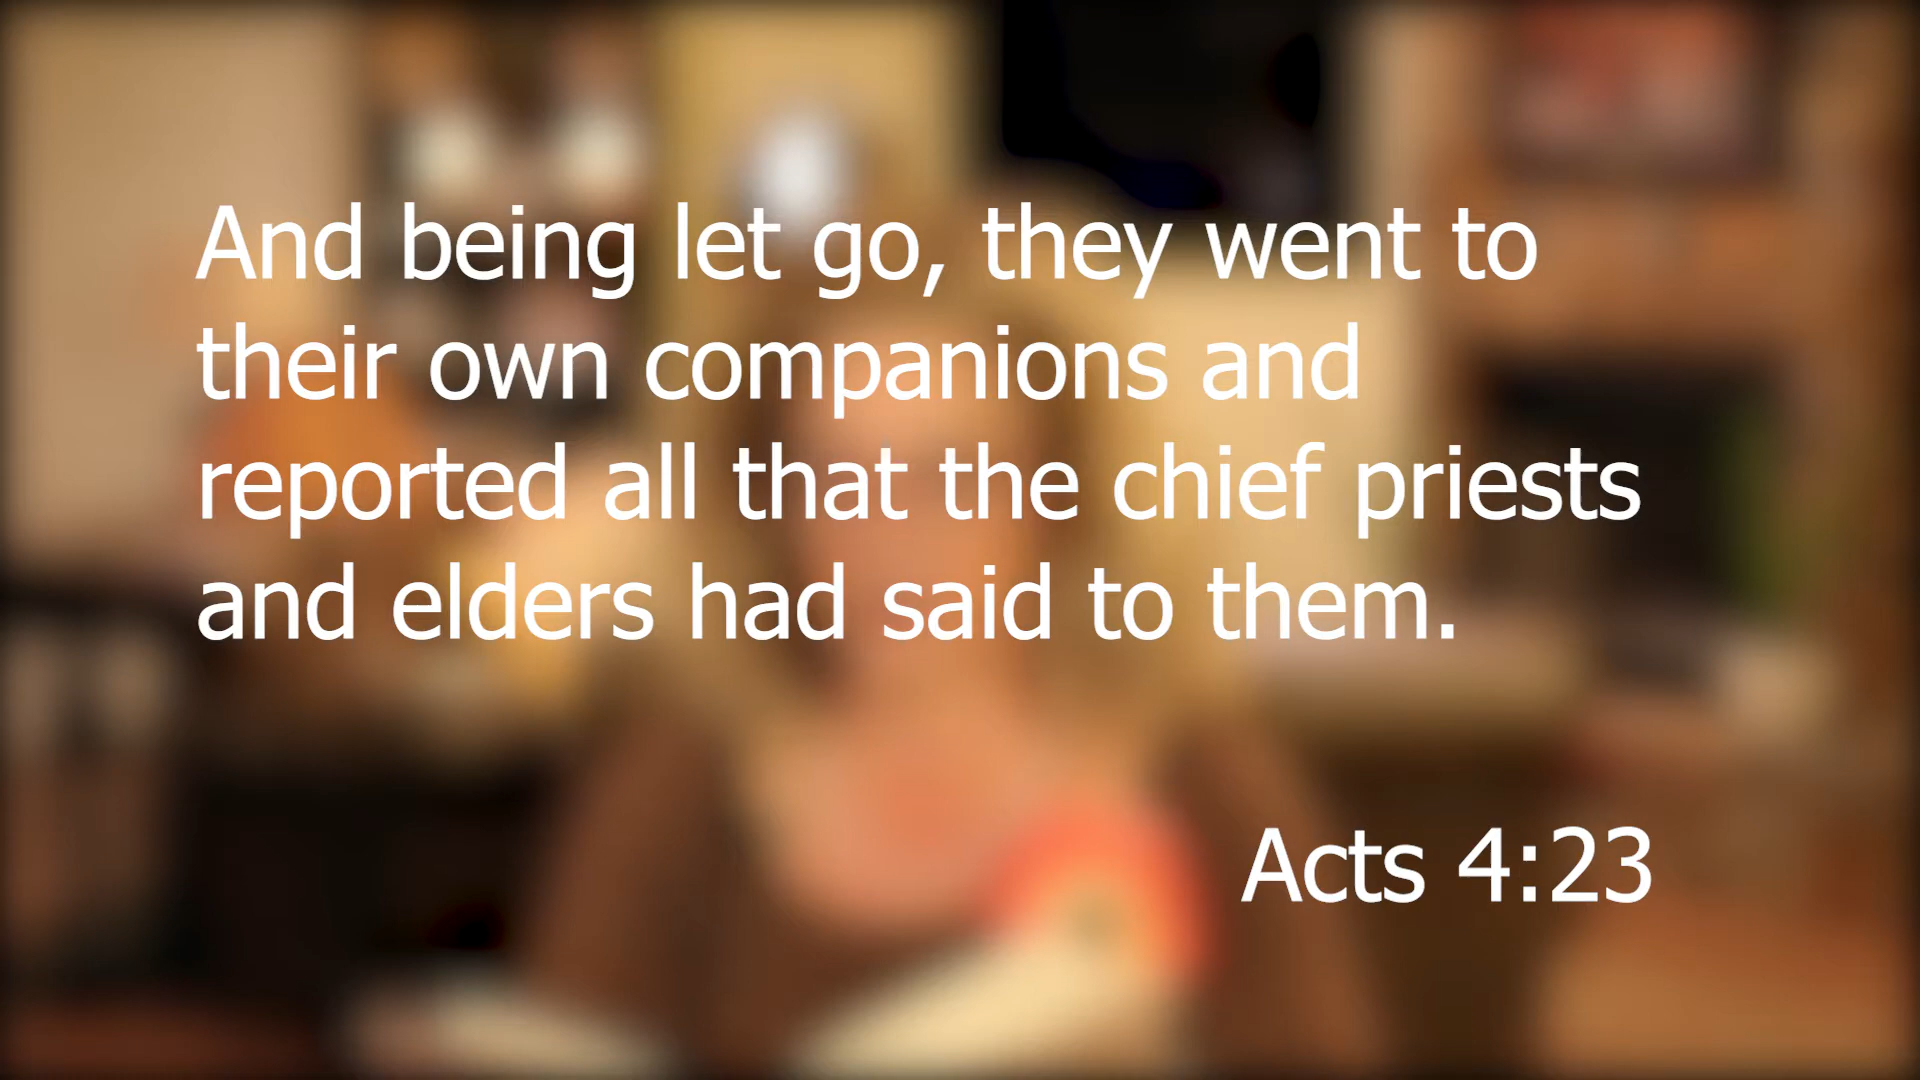 And being let go, they went to
their own companions and
reported all that the chief priests
and elders had said to them.
Acts 4:23